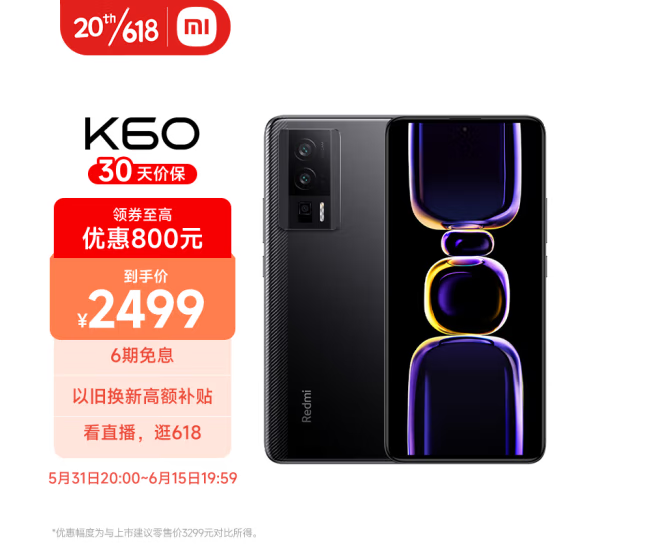 20th/618
mi
K60
30天价保
领券至高
优惠800元
到手价
¥2499
6期免息
以旧换新高额补贴
看直播，逛618
5月31日20:00~6月15日19:59
Redmi
*优惠幅度为与上市建议零售价3299元对比所得。